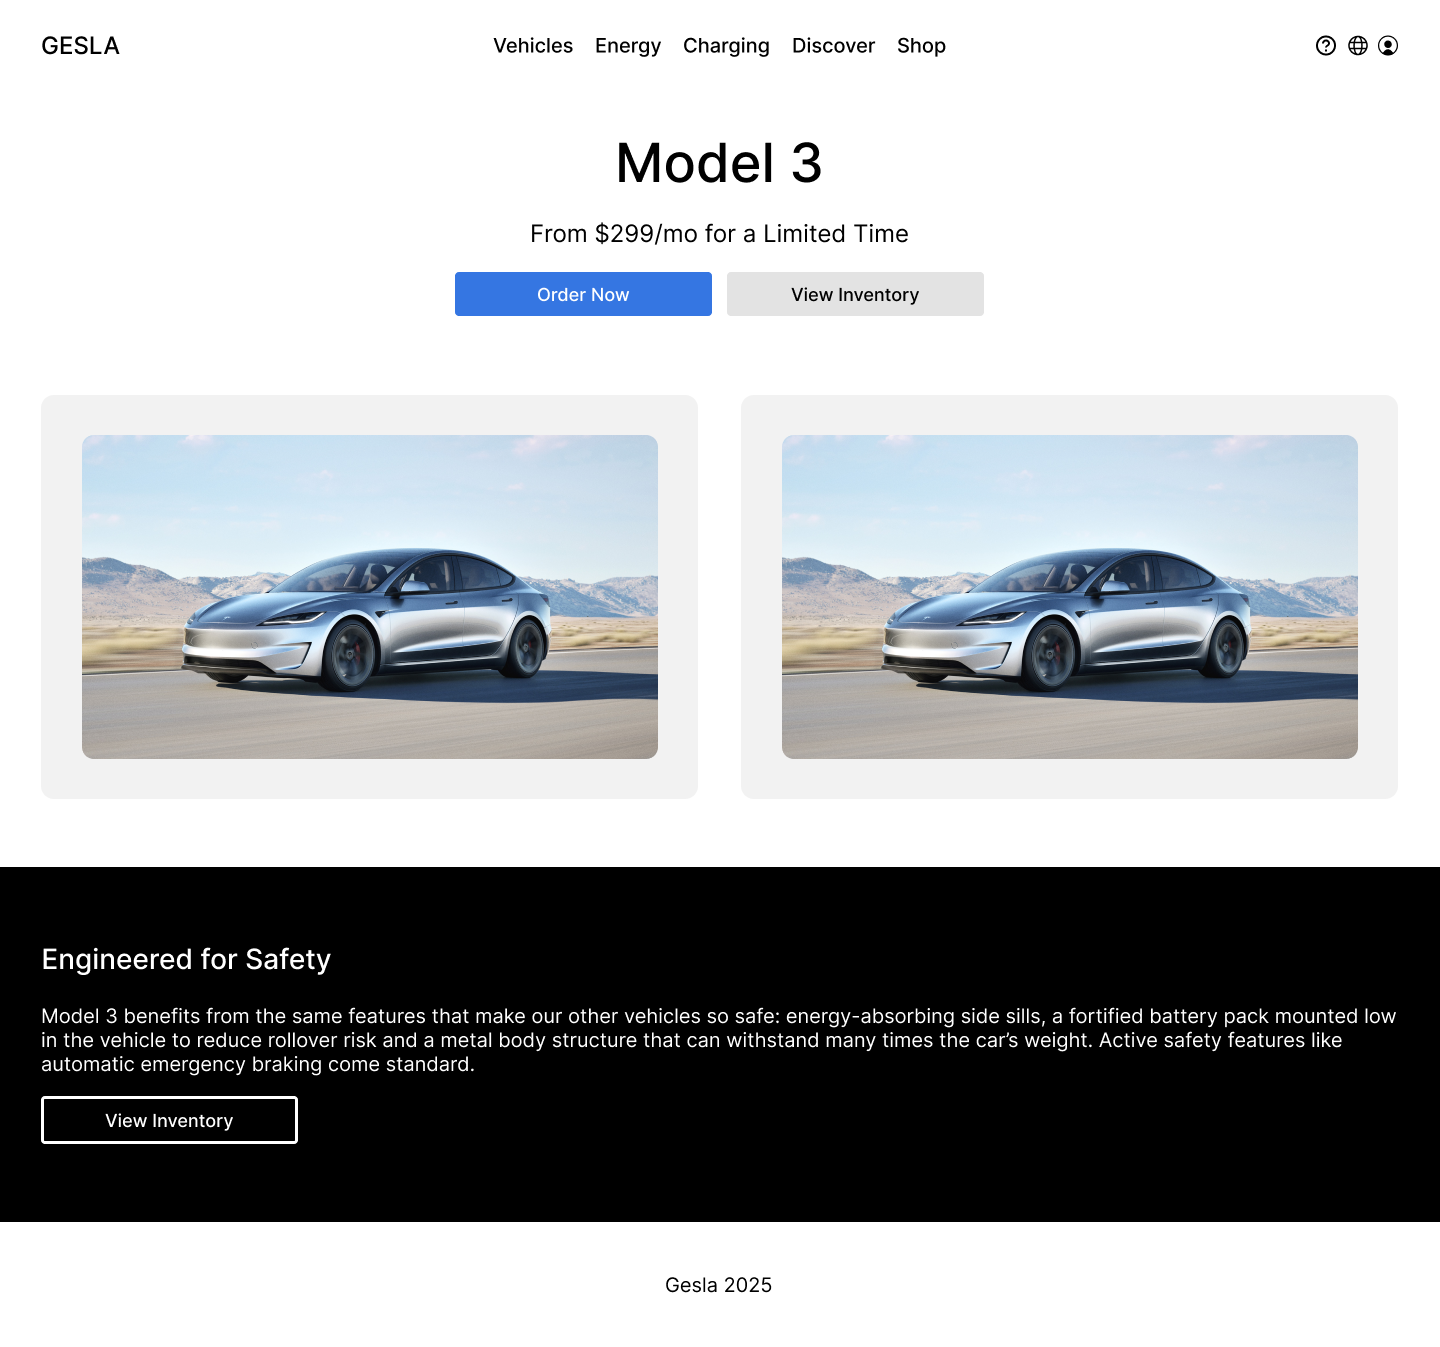 GESLA
Vehicles Energy Charging Discover Shop
Model 3
From $299/mo for a Limited Time
Order Now
View Inventory
Engineered for Safety
Model 3 benefits from the same features that make our other vehicles so safe: energy-absorbing side sills, a fortified battery pack mounted low
in the vehicle to reduce rollover risk and a metal body structure that can withstand many times the car’s weight. Active safety features like
automatic emergency braking come standard.
View Inventory
Gesla 2025